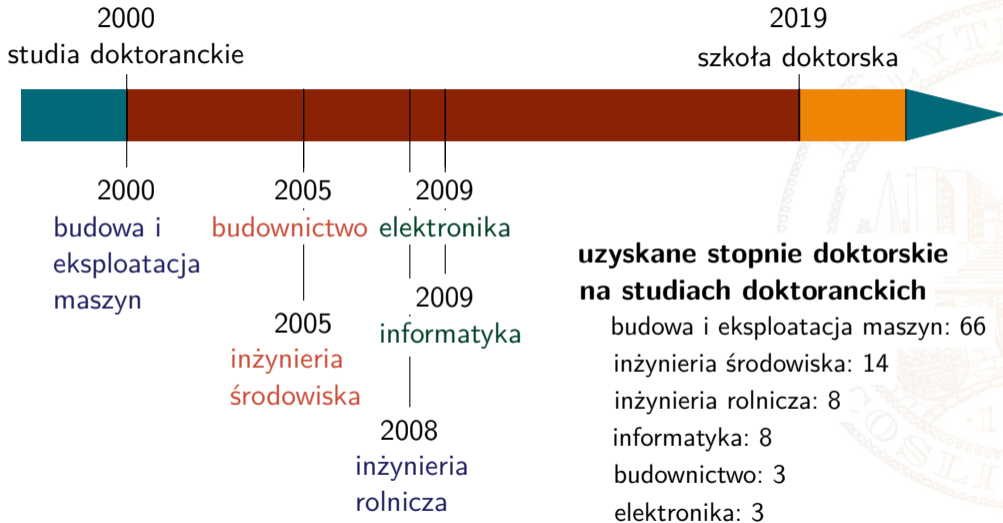 2000
studia doktoranckie
2019
szkoła doktorska
2000
budowa i
eksploatacja
maszyn
2005
budownictwo
2005
inżynieria
środowiska
2009
elektronika
2009
informatyka
2008
inżynieria
rolnicza
uzyskane stopnie doktorskie
na studiach doktoranckich
budowa i eksploatacja maszyn: 66
inżynieria środowiska: 14
inżynieria rolnicza: 8
informatyka: 8
budownictwo: 3
elektronika: 3